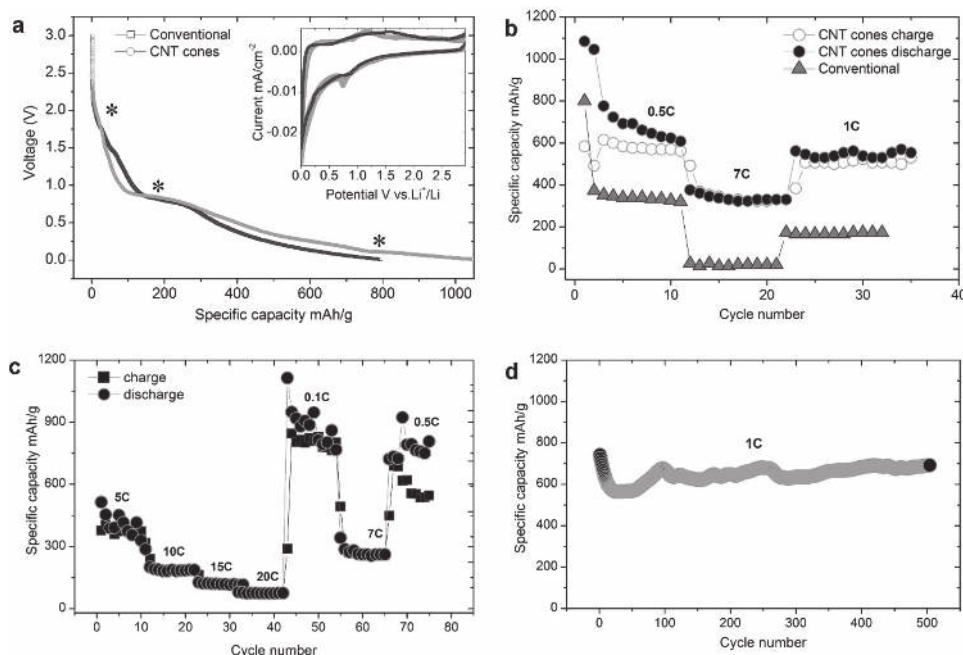 a
Conventional
CNT cones
Voltage (V)
3.0
2.5
2.0
1.5
1.0
0.5
0.0
*
*
*
0 200 400 600 800 1000
Specific capacity mAh/g
Current mA/cm⁻²
0.00
-0.01
-0.02
0.0 0.5 1.0 1.5 2.0 2.5
Potential V vs.Li⁺/Li
b
CNT cones charge
CNT cones discharge
Conventional
Specific capacity mAh/g
1200
1000
800
600
400
200
0
0.5C
7C
1C
0 10 20 30 40
Cycle number
c
charge
discharge
Specific capacity mAh/g
1200
900
600
300
0
5C
10C
15C
20C
0.1C
7C
0.5C
0 10 20 30 40 50 60 70 80
Cycle number
d
Specific capacity mAh/g
1200
1000
800
600
400
200
0
1C
0 100 200 300 400 500
Cycle number